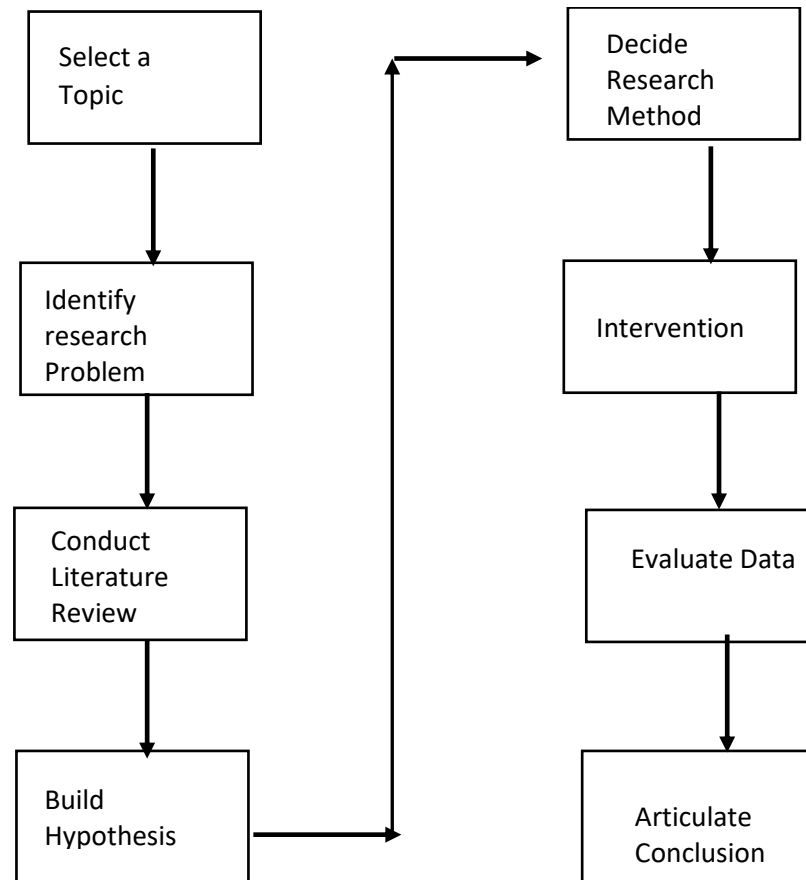 Select a
Topic
Identify
research
Problem
Conduct
Literature
Review
Build
Hypothesis
Decide
Research
Method
Intervention
Evaluate Data
Articulate
Conclusion